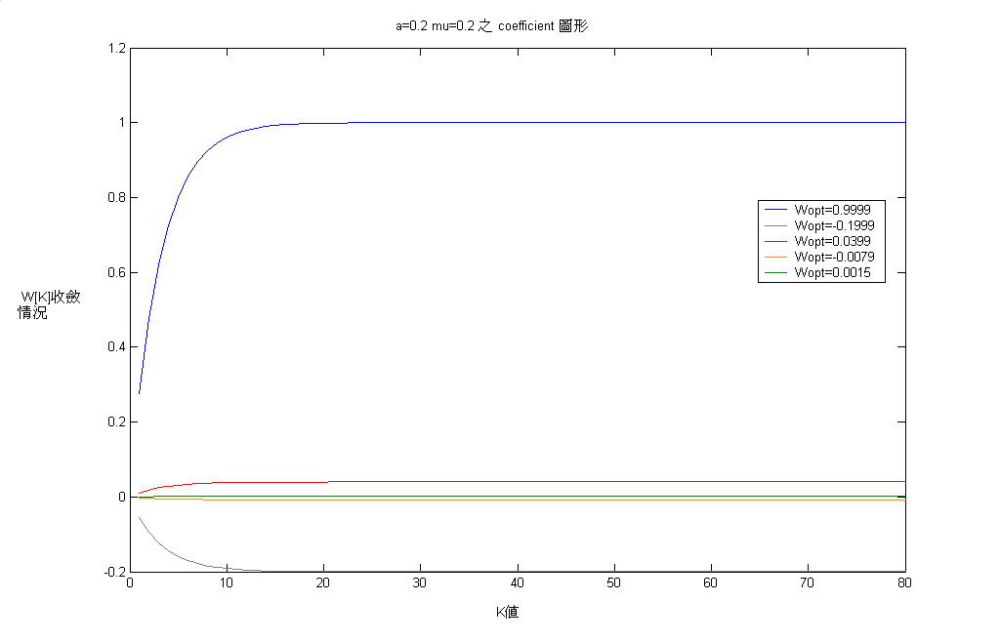 a=0.2 mu=0.2 之 coefficient 圖形
1.2
1
0.8
0.6
0.4
0.2
0
-0.2
W[K]收斂
情況
Wopt=0.9999
Wopt=-0.1999
Wopt=0.0399
Wopt=-0.0079
Wopt=0.0015
0 10 20 30 40 50 60 70 80
K值